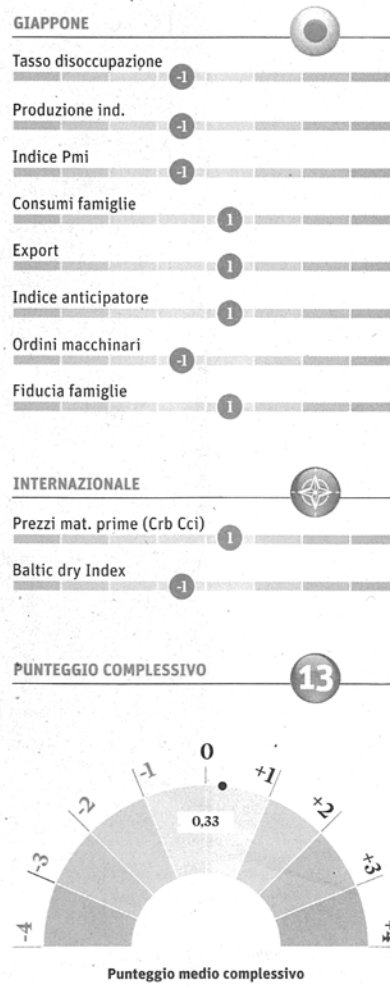 GIAPPONE
Tasso disoccupazione
-1
Produzione ind.
-1
Indice Pmi
-1
Consumi famiglie
1
Export
1
Indice anticipatore
1
Ordini macchinari
-1
Fiducia famiglie
1
INTERNAZIONALE
Prezzi mat. prime (Crb Cci)
1
Baltic dry Index
-1
PUNTEGGIO COMPLESSIVO
13
-4
-3
-2
-1
0
+1
+2
+3
+4
0,33
Punteggio medio complessivo